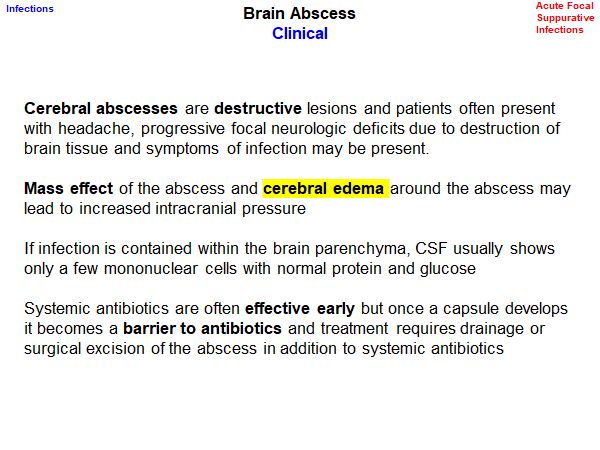 Infections
Brain Abscess
Clinical
Acute Focal
Suppurative
Infections
Cerebral abscesses are destructive lesions and patients often present
with headache, progressive focal neurologic deficits due to destruction of
brain tissue and symptoms of infection may be present.
Mass effect of the abscess and cerebral edema around the abscess may
lead to increased intracranial pressure
If infection is contained within the brain parenchyma, CSF usually shows
only a few mononuclear cells with normal protein and glucose
Systemic antibiotics are often effective early but once a capsule develops
it becomes a barrier to antibiotics and treatment requires drainage or
surgical excision of the abscess in addition to systemic antibiotics